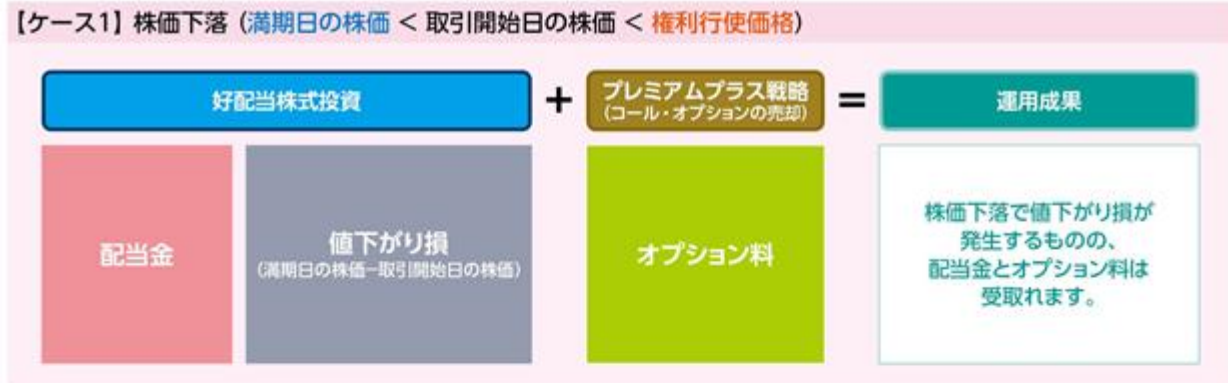 【ケース1】株価下落（満期日の株価 < 取引開始日の株価 < 権利行使価格）
好配当株式投資
+
プレミアムプラス戦略
（コール・オプションの売却）
=
運用成果
配当金
値下がり損
（満期日の株価−取引開始日の株価）
オプション料
株価下落で値下がり損が
発生するものの、
配当金とオプション料は
受取れます。